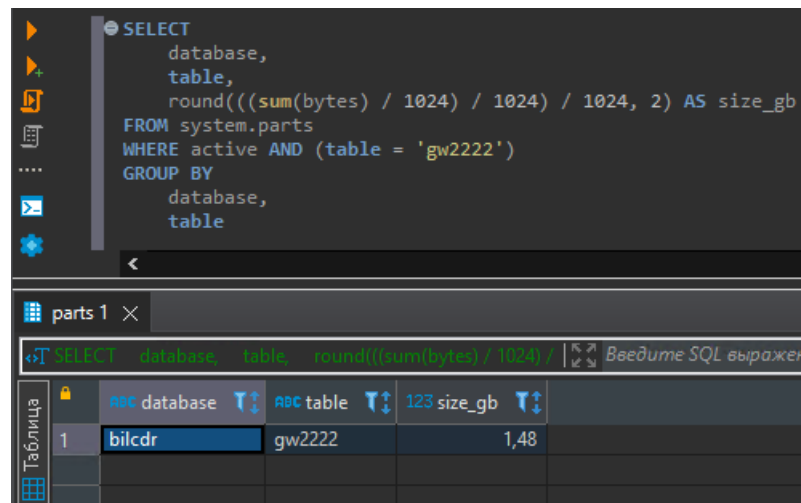 SELECT
database,
table,
round(((sum(bytes) / 1024) / 1024) / 1024, 2) AS size_gb
FROM system.parts
WHERE active AND (table = 'gw2222')
GROUP BY
database,
table
parts 1
SELECT database, table, round(((sum(bytes) / 1024) / Введите SQL выражен
Таблица
ABC database ABC table 123 size_gb
1 bilcdr gw2222 1,48